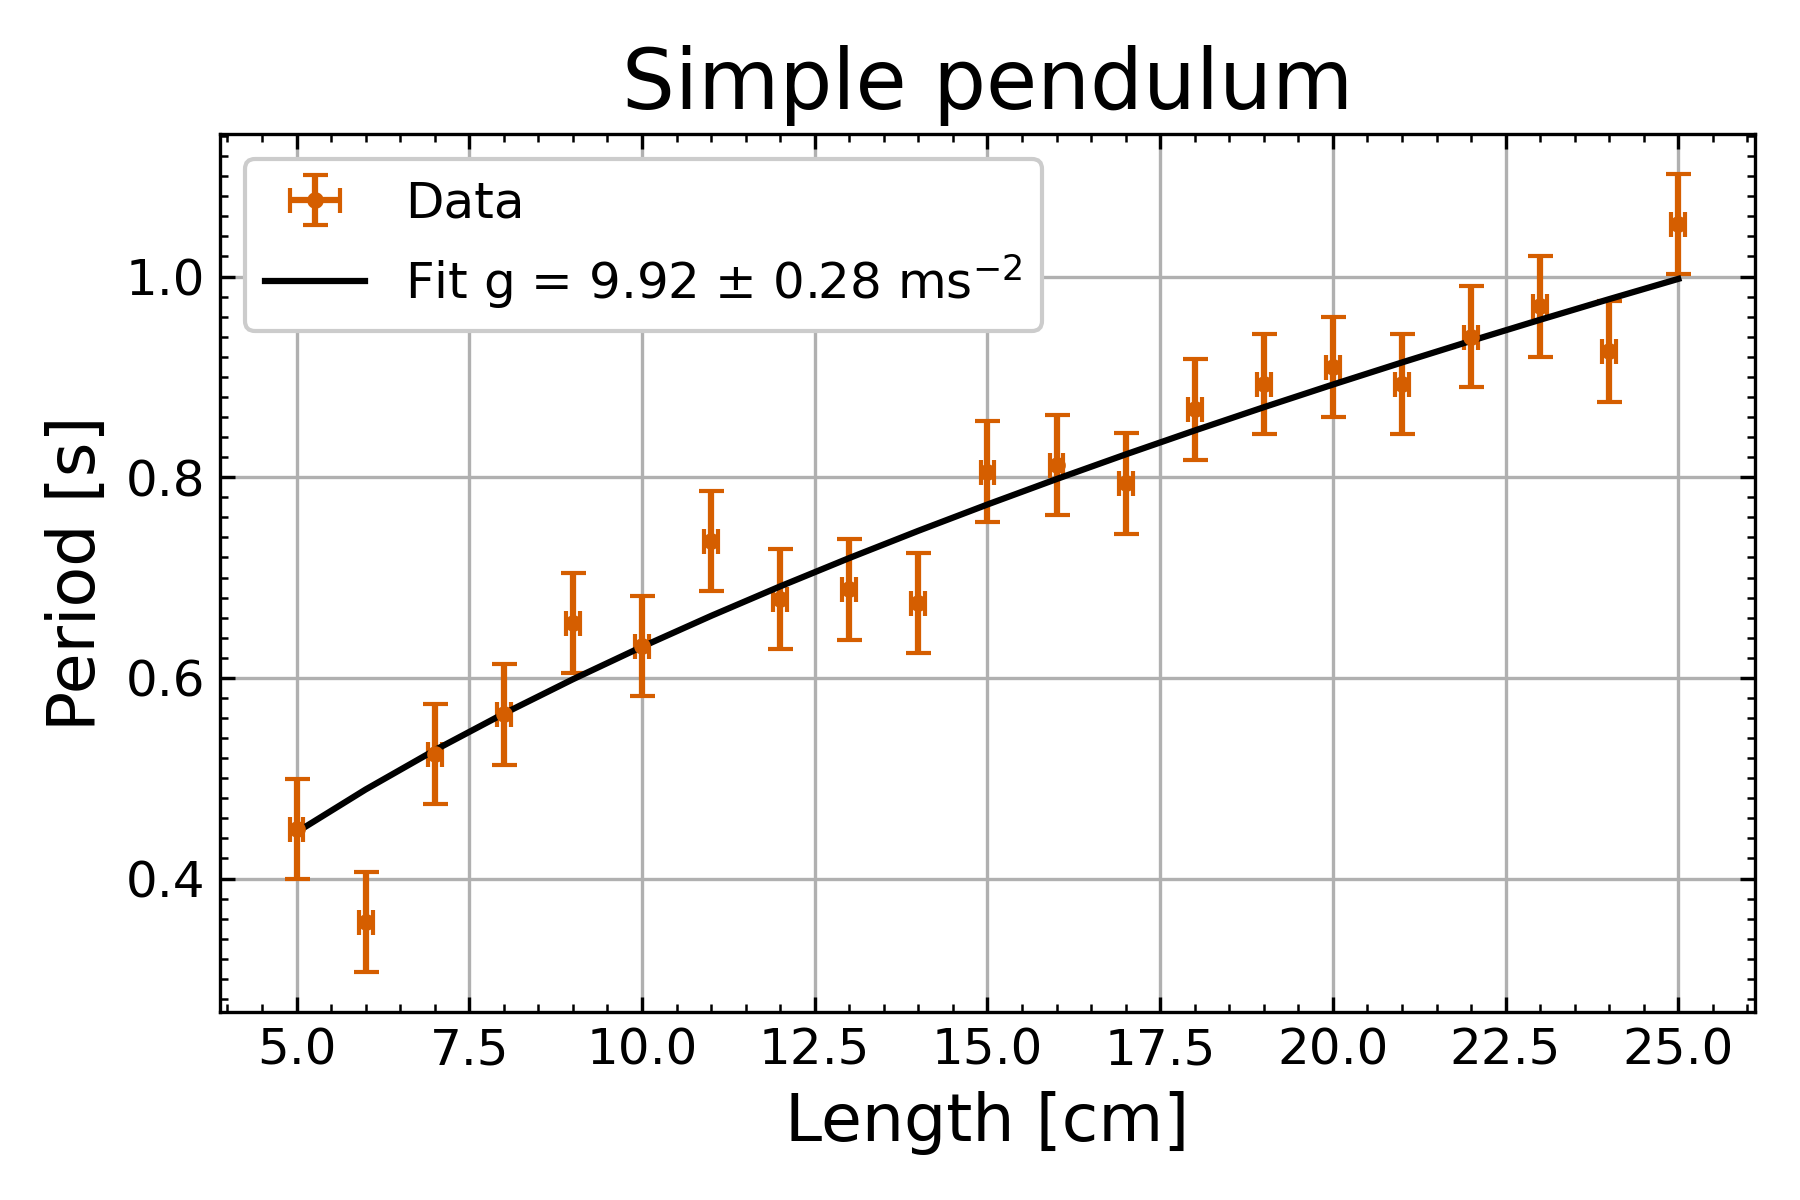 Simple pendulum
Data
Fit g = 9.92 ± 0.28 ms⁻²
Period [s]
1.0
0.8
0.6
0.4
5.0 7.5 10.0 12.5 15.0 17.5 20.0 22.5 25.0
Length [cm]